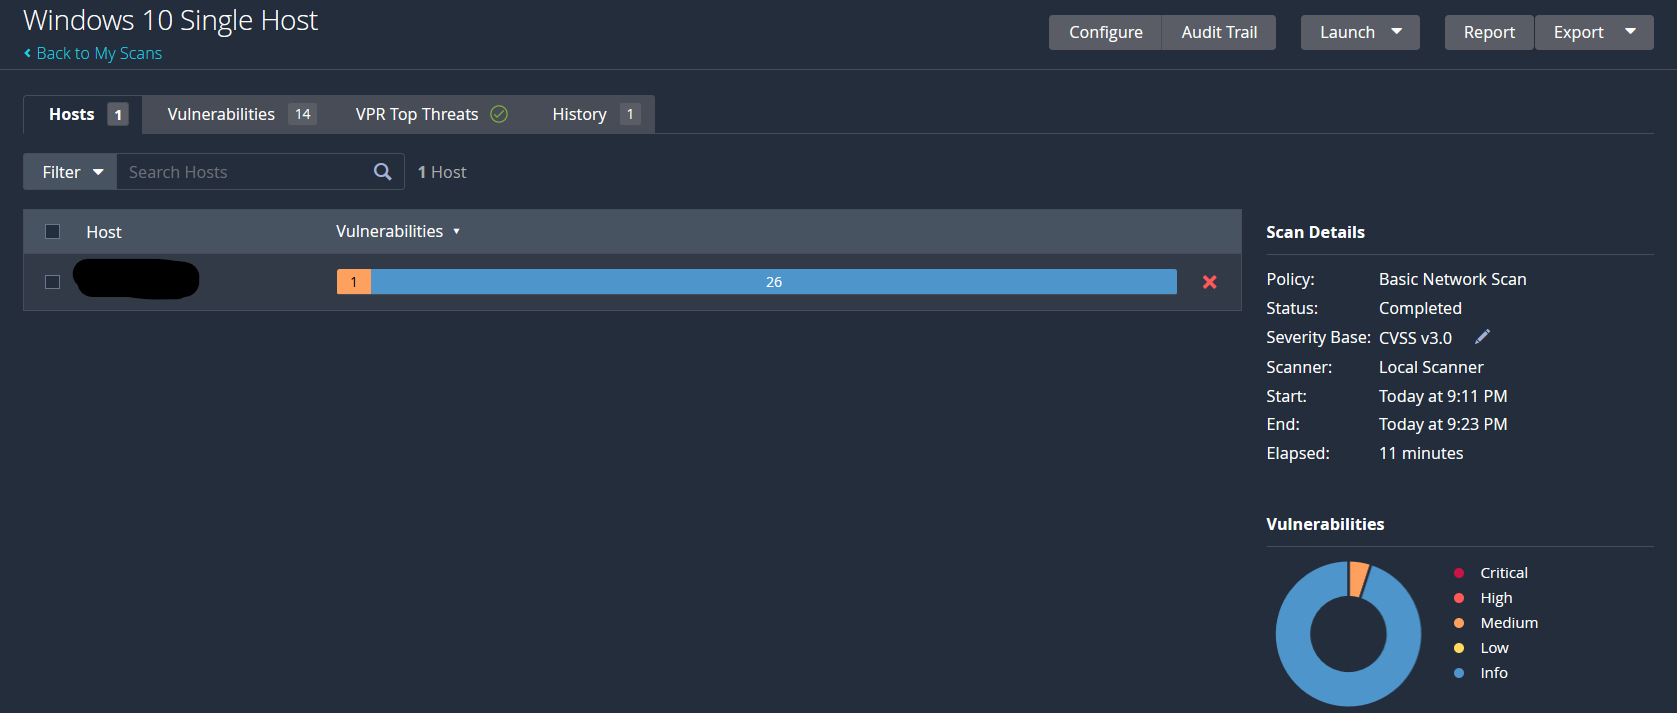 Windows 10 Single Host
Back to My Scans
Configure Audit Trail Launch Report Export
Hosts 1 Vulnerabilities 14 VPR Top Threats History 1
Filter Search Hosts 1 Host
Host Vulnerabilities
1 26
Scan Details
Policy: Basic Network Scan
Status: Completed
Severity Base: CVSS v3.0
Scanner: Local Scanner
Start: Today at 9:11 PM
End: Today at 9:23 PM
Elapsed: 11 minutes
Vulnerabilities
Critical
High
Medium
Low
Info